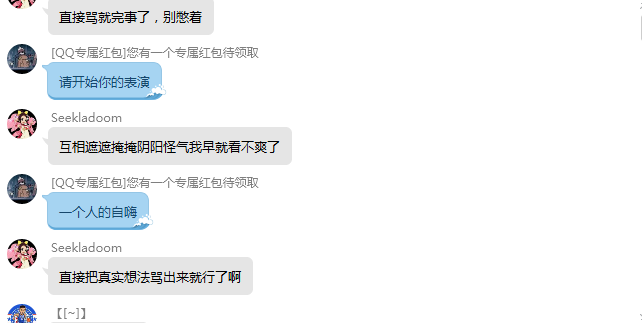 直接骂就完事了，别憋着
[QQ专属红包]您有一个专属红包待领取
请开始你的表演
Seekladoom
互相遮遮掩掩阴阳怪气我早就看不爽了
[QQ专属红包]您有一个专属红包待领取
一个人的自嗨
Seekladoom
直接把真实想法骂出来就行了啊
【[~]】